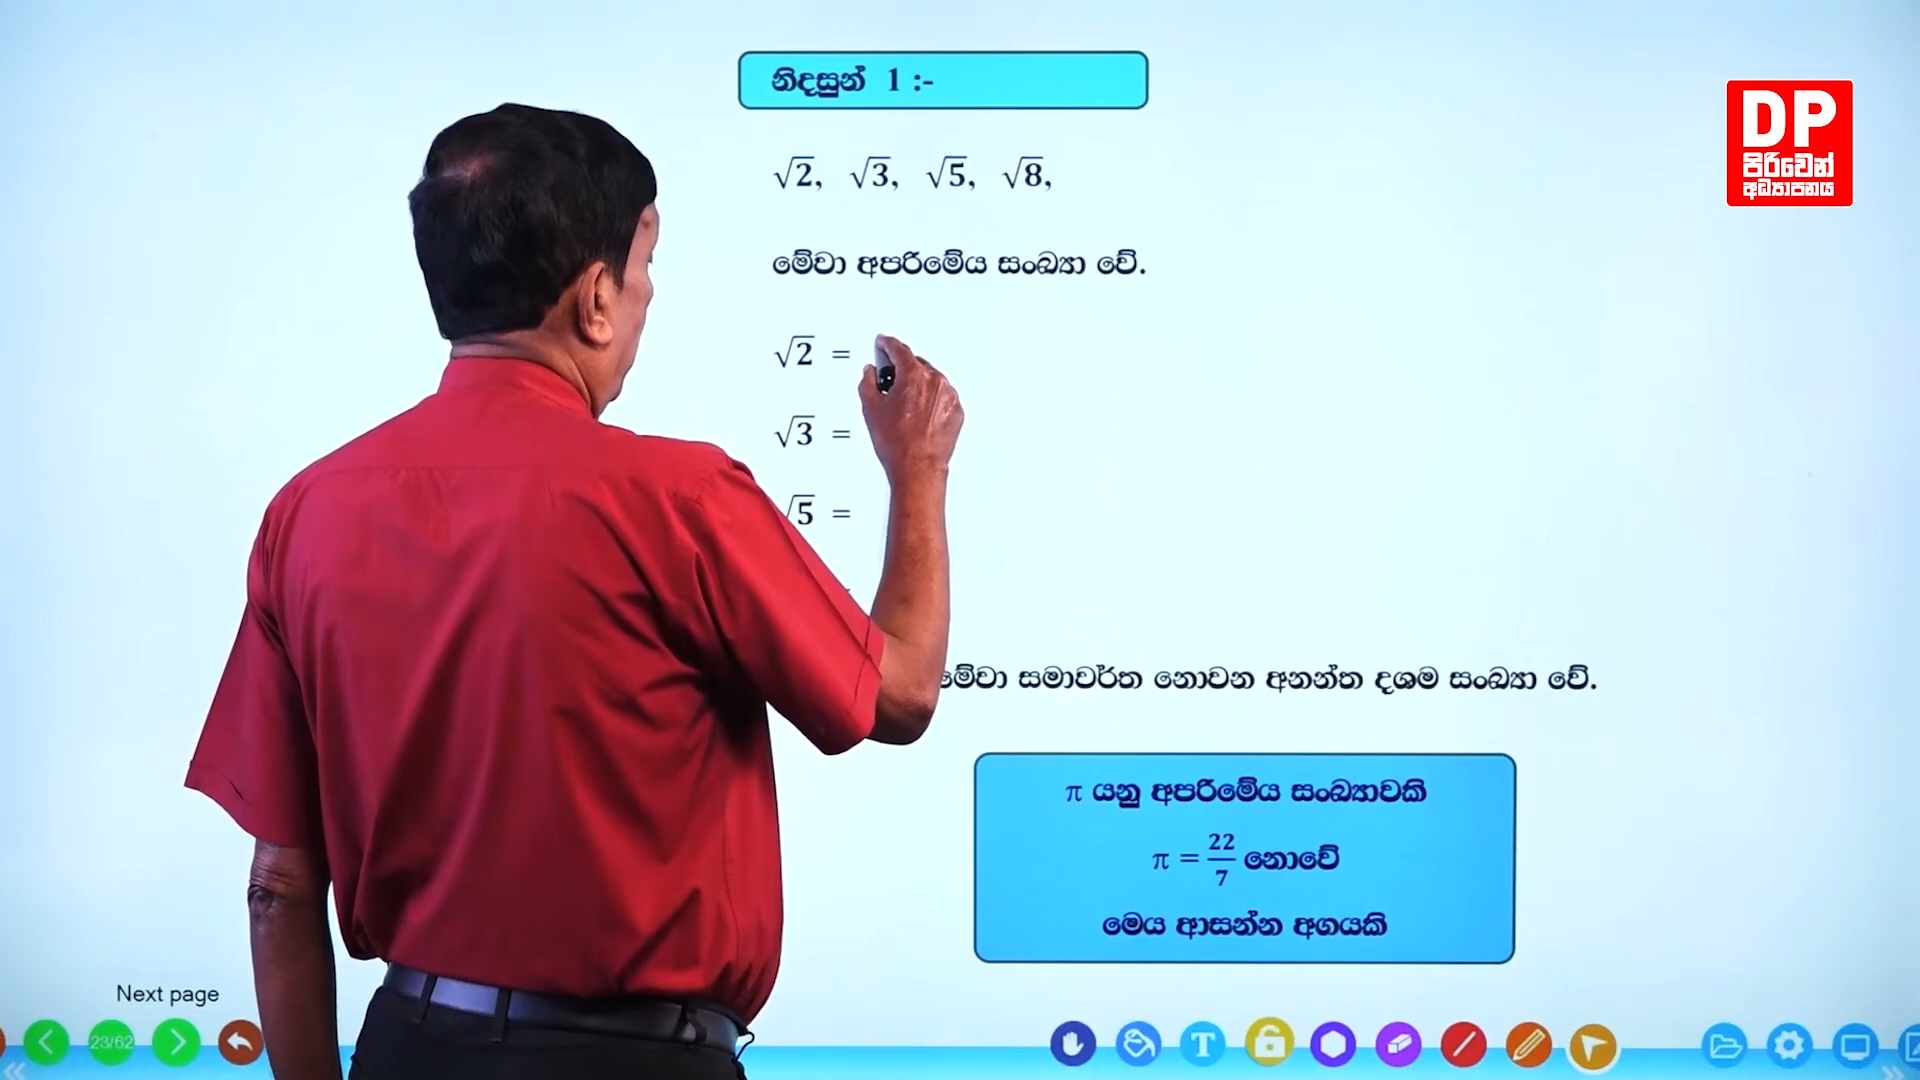 නිදසුන් 1 :-
√2, √3, √5, √8,
මේවා අපරිමේය සංඛ්‍යා වේ.
√2 =
√3 =
√5 =
මේවා සමාවර්ත නොවන අනන්ත දශම සංඛ්‍යා වේ.
π යනු අපරිමේය සංඛ්‍යාවකි
π = 22/7 නොවේ
මෙය ආසන්න අගයකි
DP
පිරිවෙන්
අධ්‍යාපනය
Next page
23/62
T